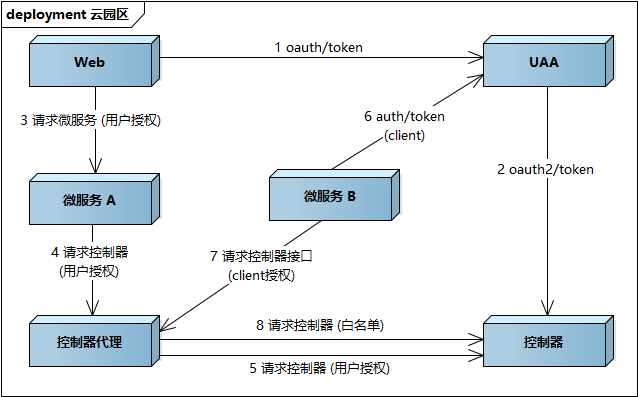 deployment 云园区
Web
1 oauth/token
UAA
3 请求微服务 (用户授权)
6 auth/token
(client)
2 oauth2/token
微服务 A
微服务 B
4 请求控制器
(用户授权)
7 请求控制器接口
(client授权)
控制器代理
8 请求控制器 (白名单)
5 请求控制器 (用户授权)
控制器